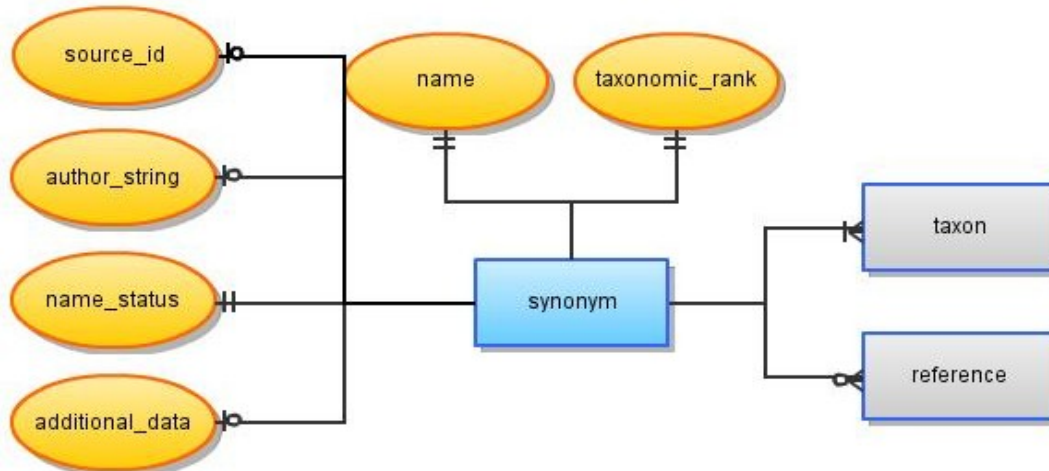 source_id
name
taxonomic_rank
author_string
taxon
name_status
synonym
reference
additional_data